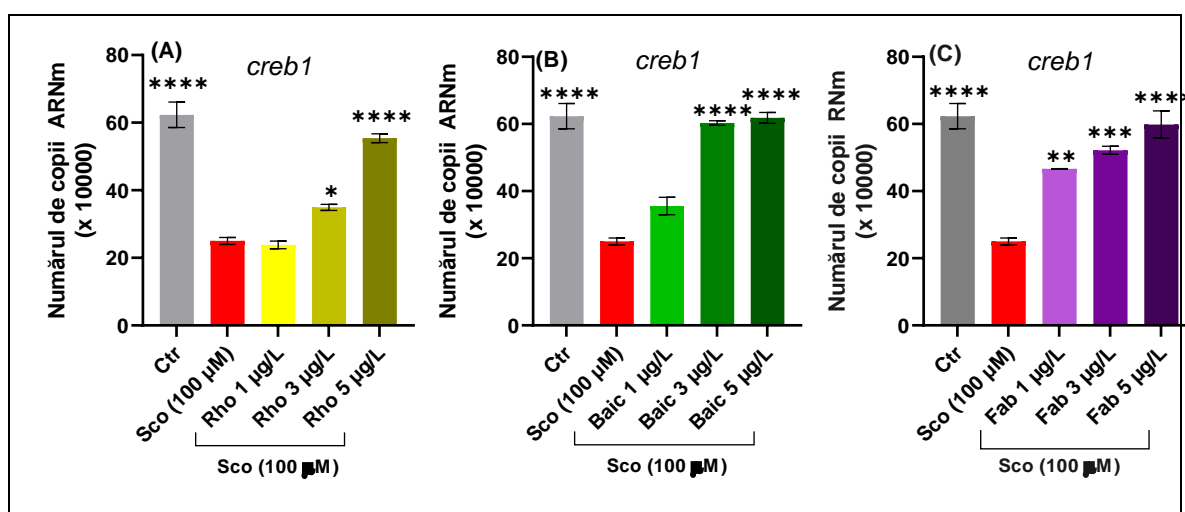 (A)
creb1
Numărul de copii ARNm
(x 10000)
80
60
40
20
0
****
*
****
Ctr
Sco (100 µM)
Rho 1 µg/L
Rho 3 µg/L
Rho 5 µg/L
Sco (100 µM)
(B)
creb1
Numărul de copii ARNm
(x 10000)
80
60
40
20
0
****
****
****
Ctr
Sco (100 µM)
Baic 1 µg/L
Baic 3 µg/L
Baic 5 µg/L
Sco (100 µM)
(C)
creb1
Numărul de copii RNm
(x 10000)
80
60
40
20
0
****
**
***
****
Ctr
Sco (100 µM)
Fab 1 µg/L
Fab 3 µg/L
Fab 5 µg/L
Sco (100 µM)